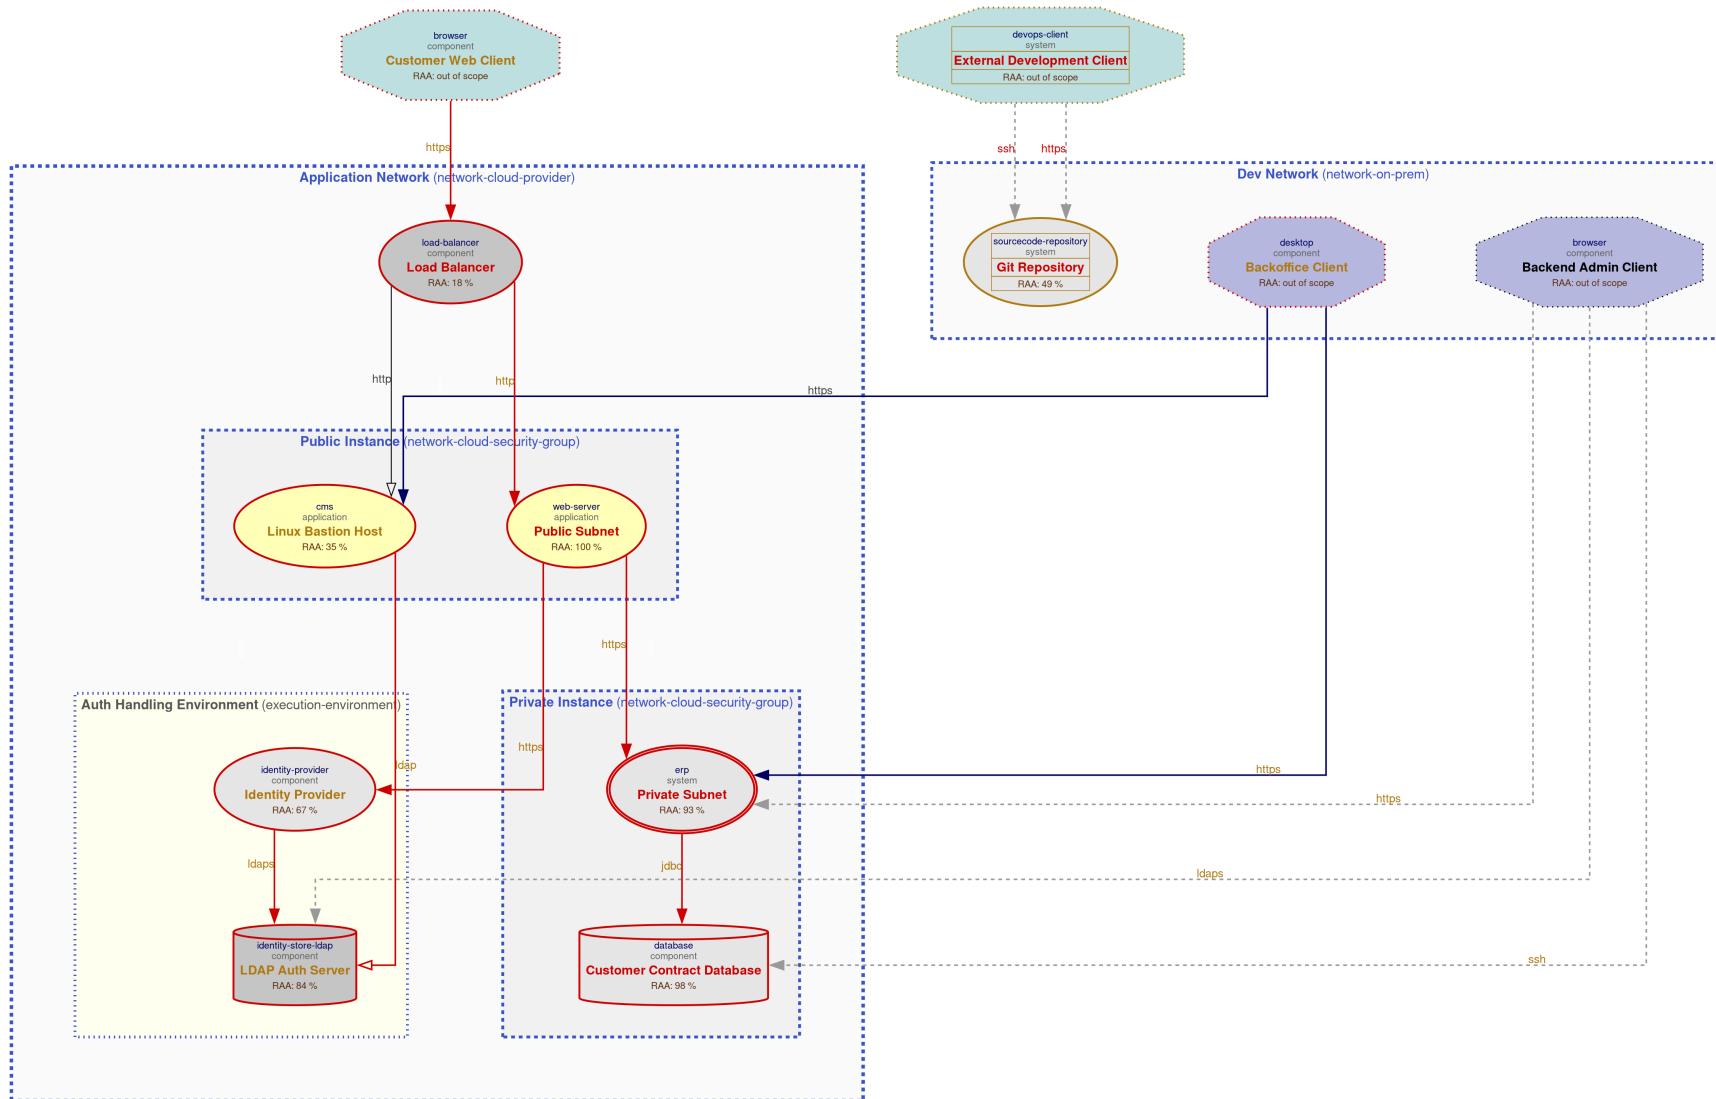 browser
component
Customer Web Client
RAA: out of scope
devops-client
system
External Development Client
RAA: out of scope
https
ssh
https
Application Network (network-cloud-provider)
Dev Network (network-on-prem)
load-balancer
component
Load Balancer
RAA: 18 %
sourcecode-repository
system
Git Repository
RAA: 49 %
desktop
component
Backoffice Client
RAA: out of scope
browser
component
Backend Admin Client
RAA: out of scope
http
http
https
Public Instance (network-cloud-security-group)
cms
application
Linux Bastion Host
RAA: 35 %
web-server
application
Public Subnet
RAA: 100 %
https
Auth Handling Environment (execution-environment)
Private Instance (network-cloud-security-group)
https
ldap
identity-provider
component
Identity Provider
RAA: 67 %
erp
system
Private Subnet
RAA: 93 %
https
https
ldaps
jdbc
ldaps
identity-store-ldap
component
LDAP Auth Server
RAA: 84 %
database
component
Customer Contract Database
RAA: 98 %
ssh